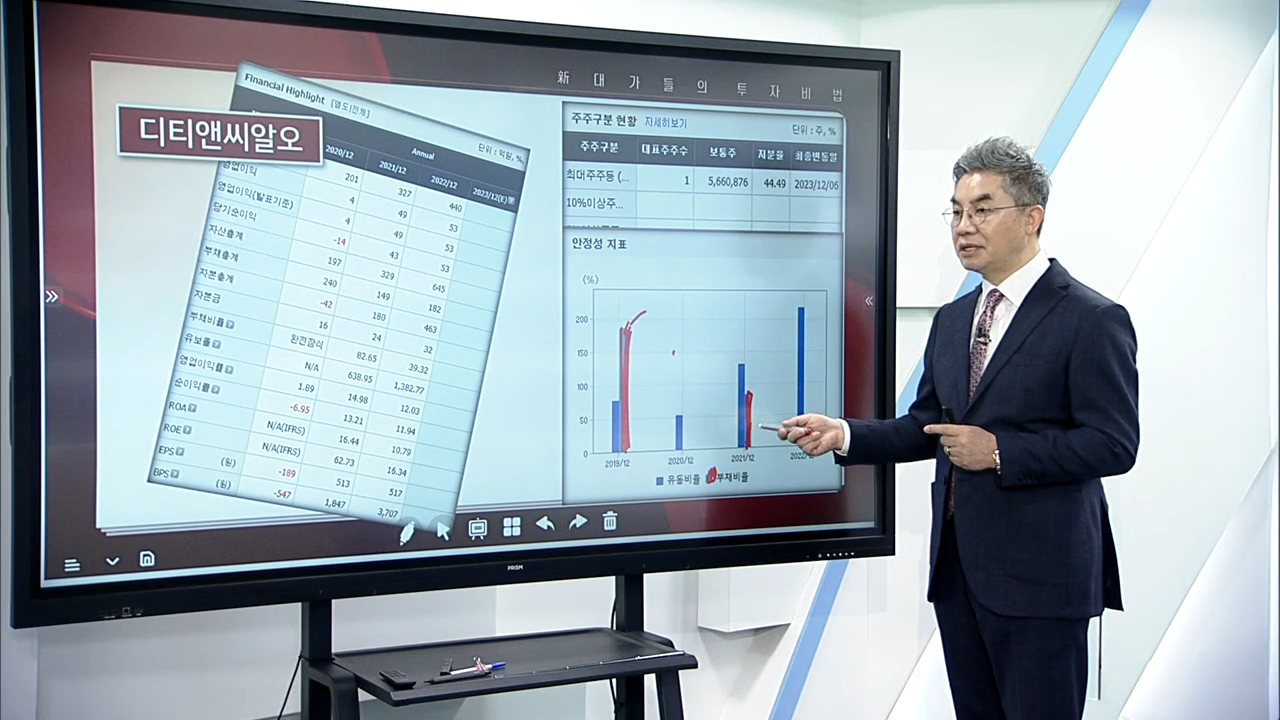 新 대 가 들 의 투 자 비 법
디티앤씨알오
Financial Highlight [별도|전체]
단위 : 억원, %,
Annual
2020/12 2021/12 2022/12 2023/12(E)
201 327 440
영업이익 4 49 53
영업이익(발표기준) 4 49 53
당기순이익 -14 43 53
자산총계 197 329 645
부채총계 240 149 182
자본총계 -42 180 463
자본금 16 24 32
부채비율 완전잠식 82.65 39.32
유보율 N/A 638.95 1,382.77
영업이익률 1.89 14.98 12.03
순이익률 -6.95 13.21 11.94
ROA N/A(IFRS) 16.44 10.79
ROE N/A(IFRS) 62.73 16.34
EPS (원) -189 513 517
BPS (원) -547 1,847 3,707
주주구분 현황 자세히보기
단위 : 주, %
주주구분 대표주주수 보통주 지분율 최종변동일
최대주주등 (... 1 5,660,876 44.49 2023/12/06
10%이상주...
안정성 지표
(%)
200
150
100
50
0
2019/12 2020/12 2021/12 2022/12
유동비율 부채비율
PRISM